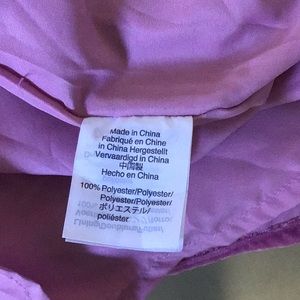 Made in China
Fabriqué en Chine
in China Hergestellt
Vervaardigd in China
中国製
Hecho en China
100% Polyester/Polyester/
Polyester/Polyester/
ポリエステル/
poliéster